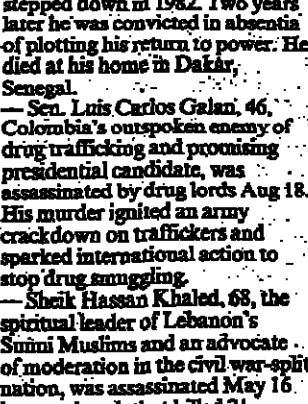 stepped down in 1982. Two years
later he was convicted in absentia
of plotting his return to power. He
died at his home in Dakar,
Senegal.
— Sen. Luis Carlos Galan, 46,
Colombia's outspoken enemy of
drug trafficking and promising
presidential candidate, was
assassinated by drug lords Aug 18.
His murder ignited an army
crackdown on traffickers and
sparked international action to
stop drug smuggling.
— Sheik Hassan Khaled, 68, the
spiritual leader of Lebanon's
Sunni Muslims and an advocate
of moderation in the civil war-split
nation, was assassinated May 16